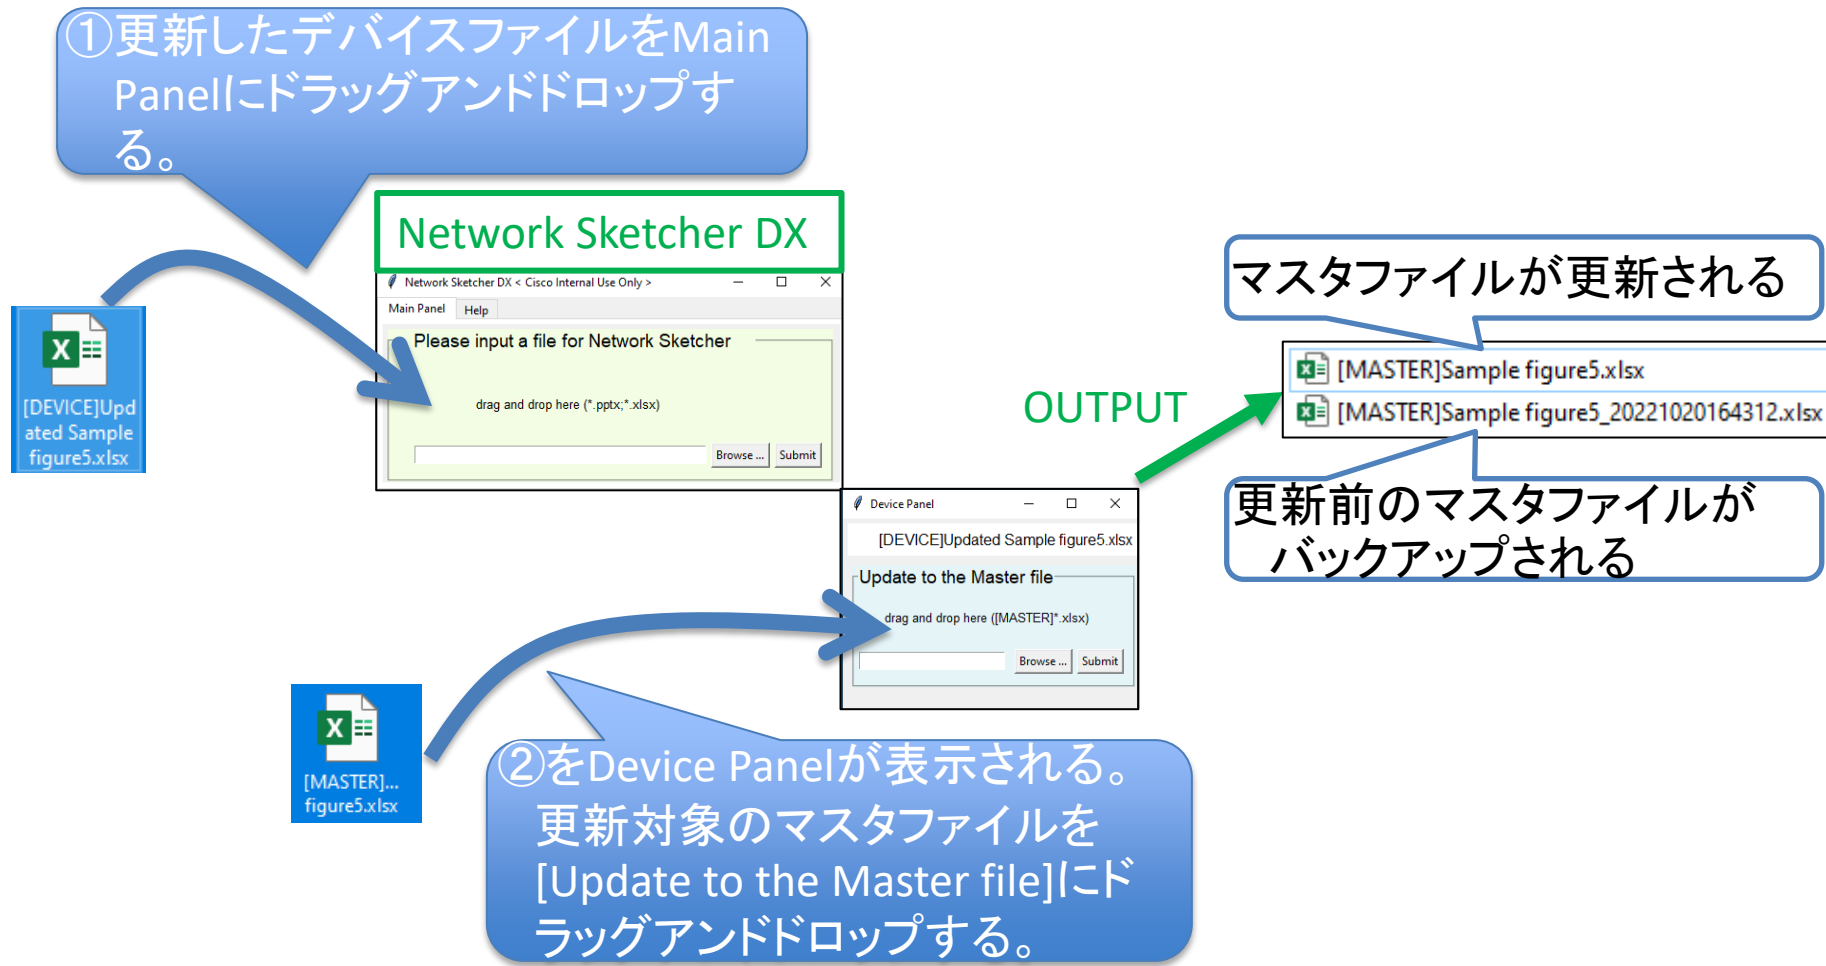 ①更新したデバイスファイルをMain
Panelにドラッグアンドドロップす
る。
Network Sketcher DX
Network Sketcher DX < Cisco Internal Use Only >
Main Panel Help
Please input a file for Network Sketcher
drag and drop here (*.pptx;*.xlsx)
Browse ... Submit
[DEVICE]Upd
ated Sample
figure5.xlsx
マスタファイルが更新される
[MASTER]Sample figure5.xlsx
[MASTER]Sample figure5_20221020164312.xlsx
OUTPUT
更新前のマスタファイルが
バックアップされる
Device Panel
[DEVICE]Updated Sample figure5.xlsx
Update to the Master file
drag and drop here ([MASTER]*.xlsx)
Browse ... Submit
[MASTER]...
figure5.xlsx
②をDevice Panelが表示される。
更新対象のマスタファイルを
[Update to the Master file]にド
ラッグアンドドロップする。